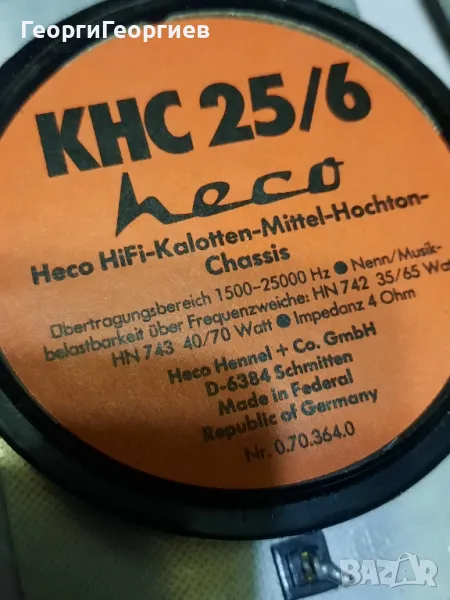 ГеоргиГеоргиев
KHC 25/6
heco
Heco HiFi-Kalotten-Mittel-Hochton-
Chassis
Übertragungsbereich 1500-25000 Hz ● Nenn/Musik-
belastbarkeit über Frequenzweiche: HN 742 35/65 Wat
HN 743 40/70 Watt ● Impedanz 4 Ohm
Heco Hennel + Co. GmbH
D-6384 Schmitten
Made in Federal
Republic of Germany
Nr. 0.70.364.0
BAZAR